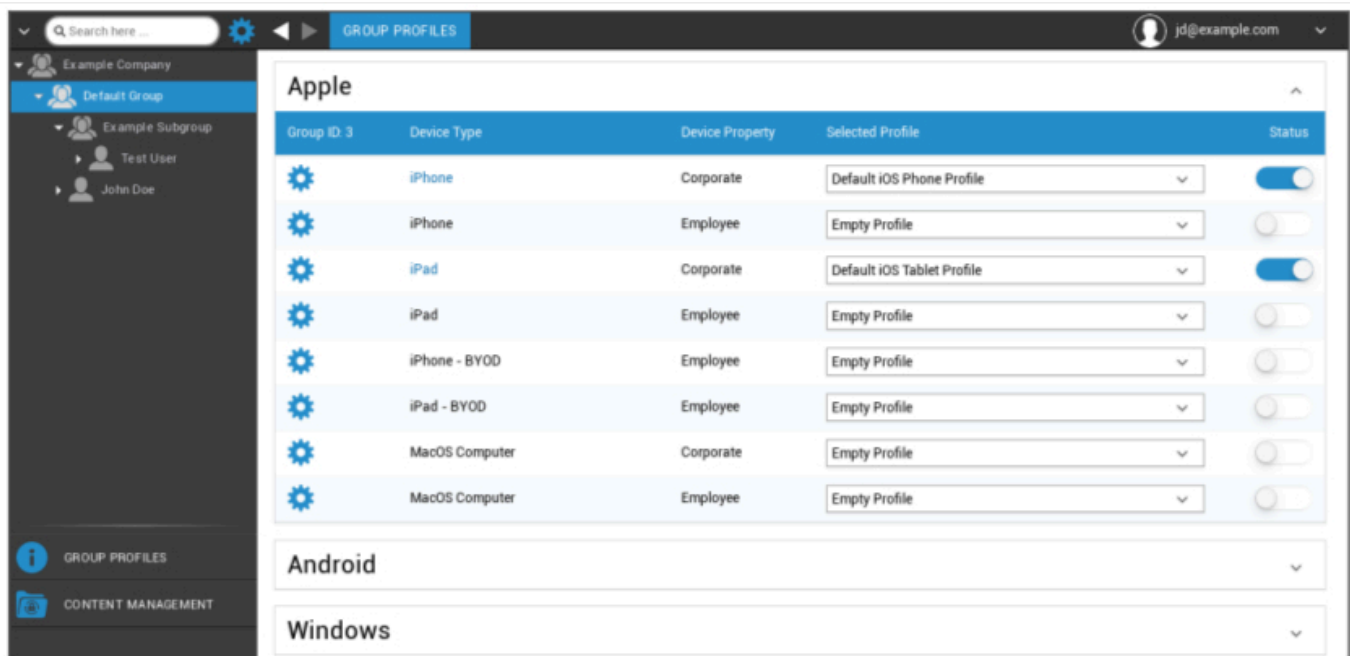 Search here ...
GROUP PROFILES
jd@example.com
Example Company
Default Group
Example Subgroup
Test User
John Doe
GROUP PROFILES
CONTENT MANAGEMENT
Apple
Group ID: 3 Device Type Device Property Selected Profile Status
iPhone Corporate Default iOS Phone Profile
iPhone Employee Empty Profile
iPad Corporate Default iOS Tablet Profile
iPad Employee Empty Profile
iPhone - BYOD Employee Empty Profile
iPad - BYOD Employee Empty Profile
MacOS Computer Corporate Empty Profile
MacOS Computer Employee Empty Profile
Android
Windows